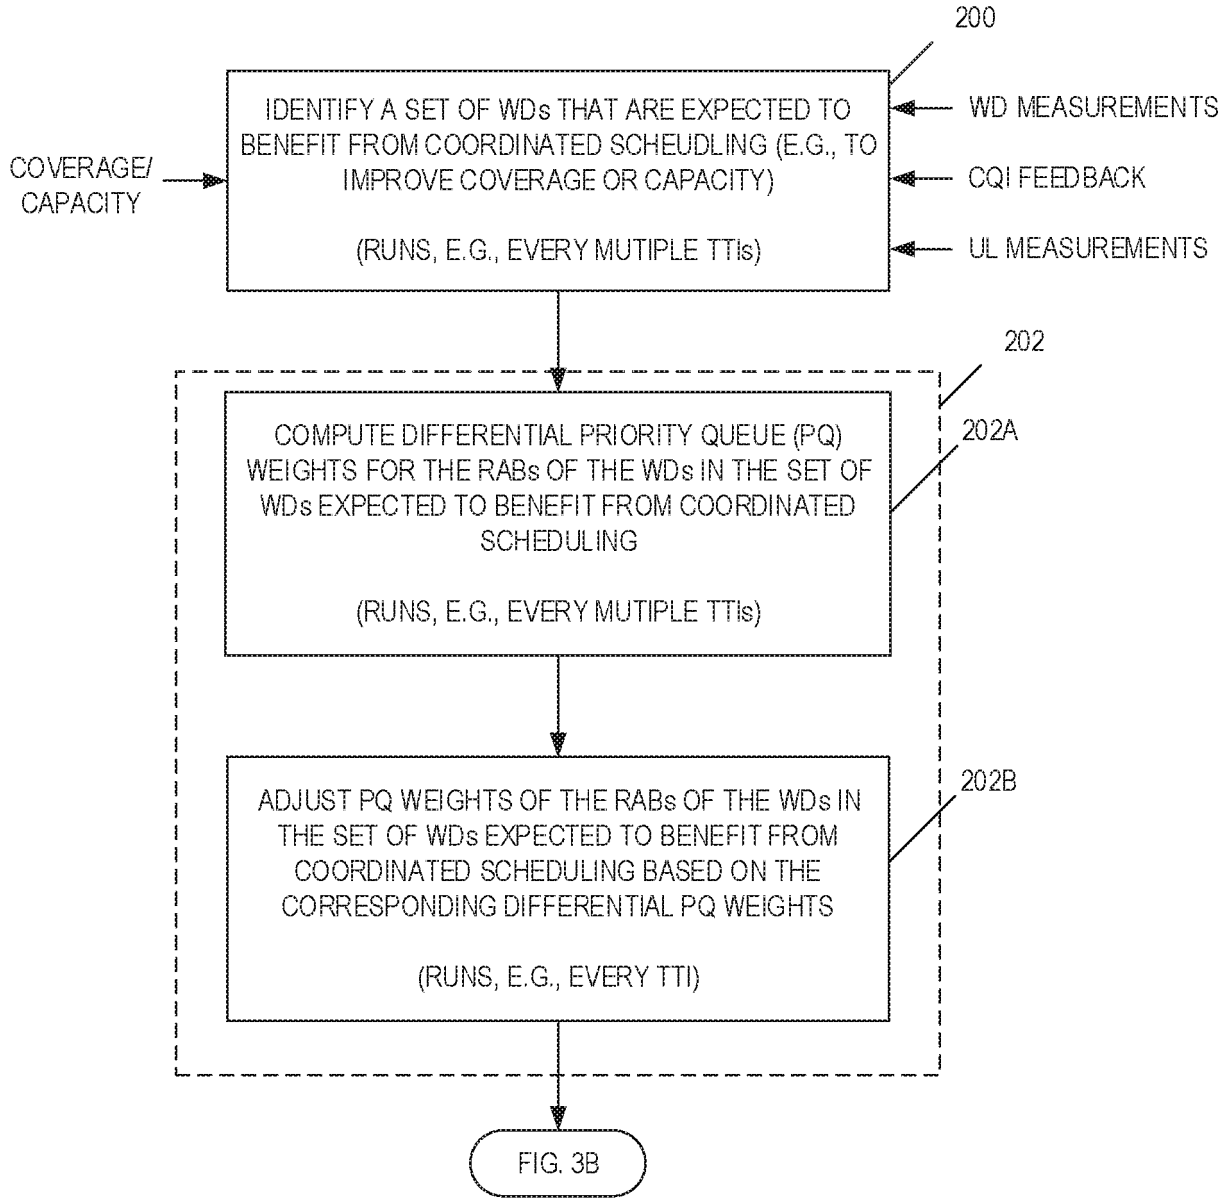 200
IDENTIFY A SET OF WDs THAT ARE EXPECTED TO
BENEFIT FROM COORDINATED SCHEUDLING (E.G., TO
IMPROVE COVERAGE OR CAPACITY)
(RUNS, E.G., EVERY MUTIPLE TTIs)
COVERAGE/
CAPACITY
WD MEASUREMENTS
CQI FEEDBACK
UL MEASUREMENTS
202
202A
COMPUTE DIFFERENTIAL PRIORITY QUEUE (PQ)
WEIGHTS FOR THE RABs OF THE WDs IN THE SET OF
WDs EXPECTED TO BENEFIT FROM COORDINATED
SCHEDULING
(RUNS, E.G., EVERY MUTIPLE TTIs)
202B
ADJUST PQ WEIGHTS OF THE RABs OF THE WDs IN
THE SET OF WDs EXPECTED TO BENEFIT FROM
COORDINATED SCHEDULING BASED ON THE
CORRESPONDING DIFFERENTIAL PQ WEIGHTS
(RUNS, E.G., EVERY TTI)
FIG. 3B